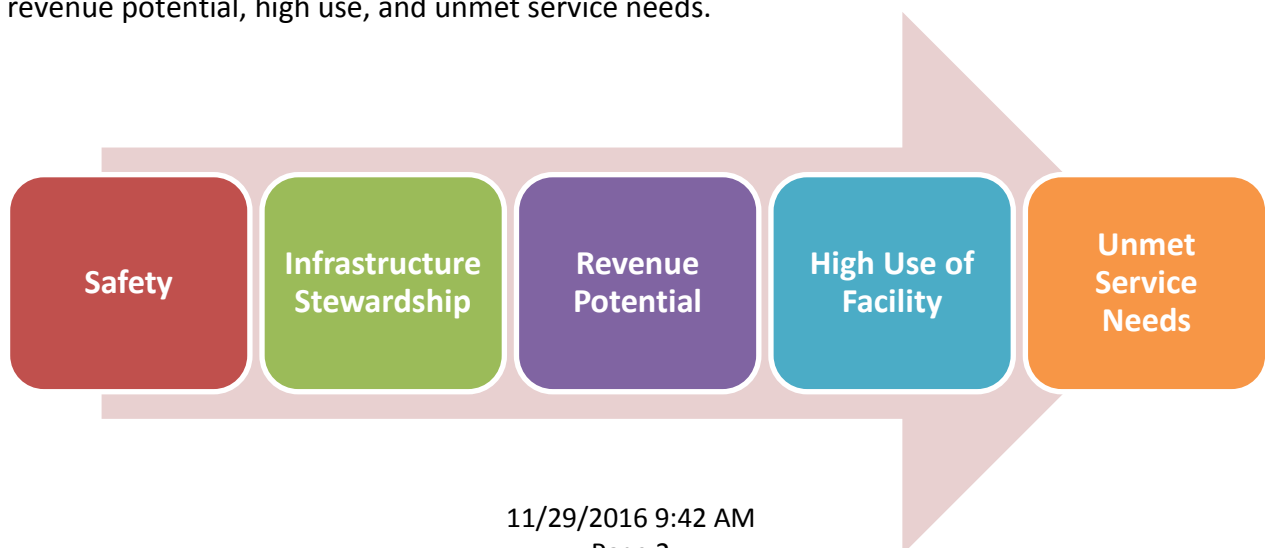 revenue potential, high use, and unmet service needs.
Safety
Infrastructure
Stewardship
Revenue
Potential
High Use of
Facility
Unmet
Service
Needs
11/29/2016 9:42 AM